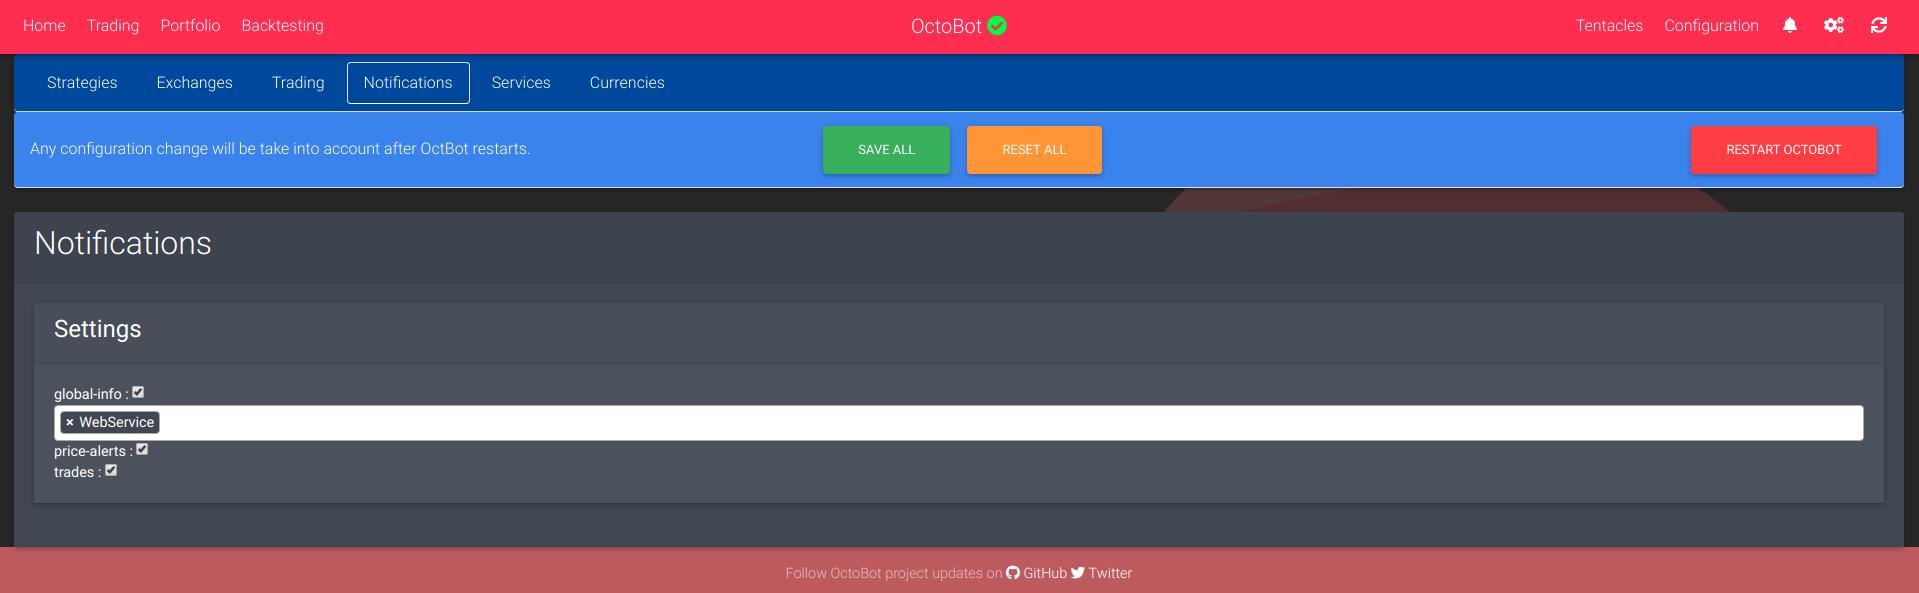 Home Trading Portfolio Backtesting OctoBot Tentacles Configuration
Strategies Exchanges Trading Notifications Services Currencies
Any configuration change will be take into account after OctBot restarts. SAVE ALL RESET ALL RESTART OCTOBOT
Notifications
Settings
global-info :
× WebService
price-alerts :
trades :
Follow OctoBot project updates on GitHub Twitter